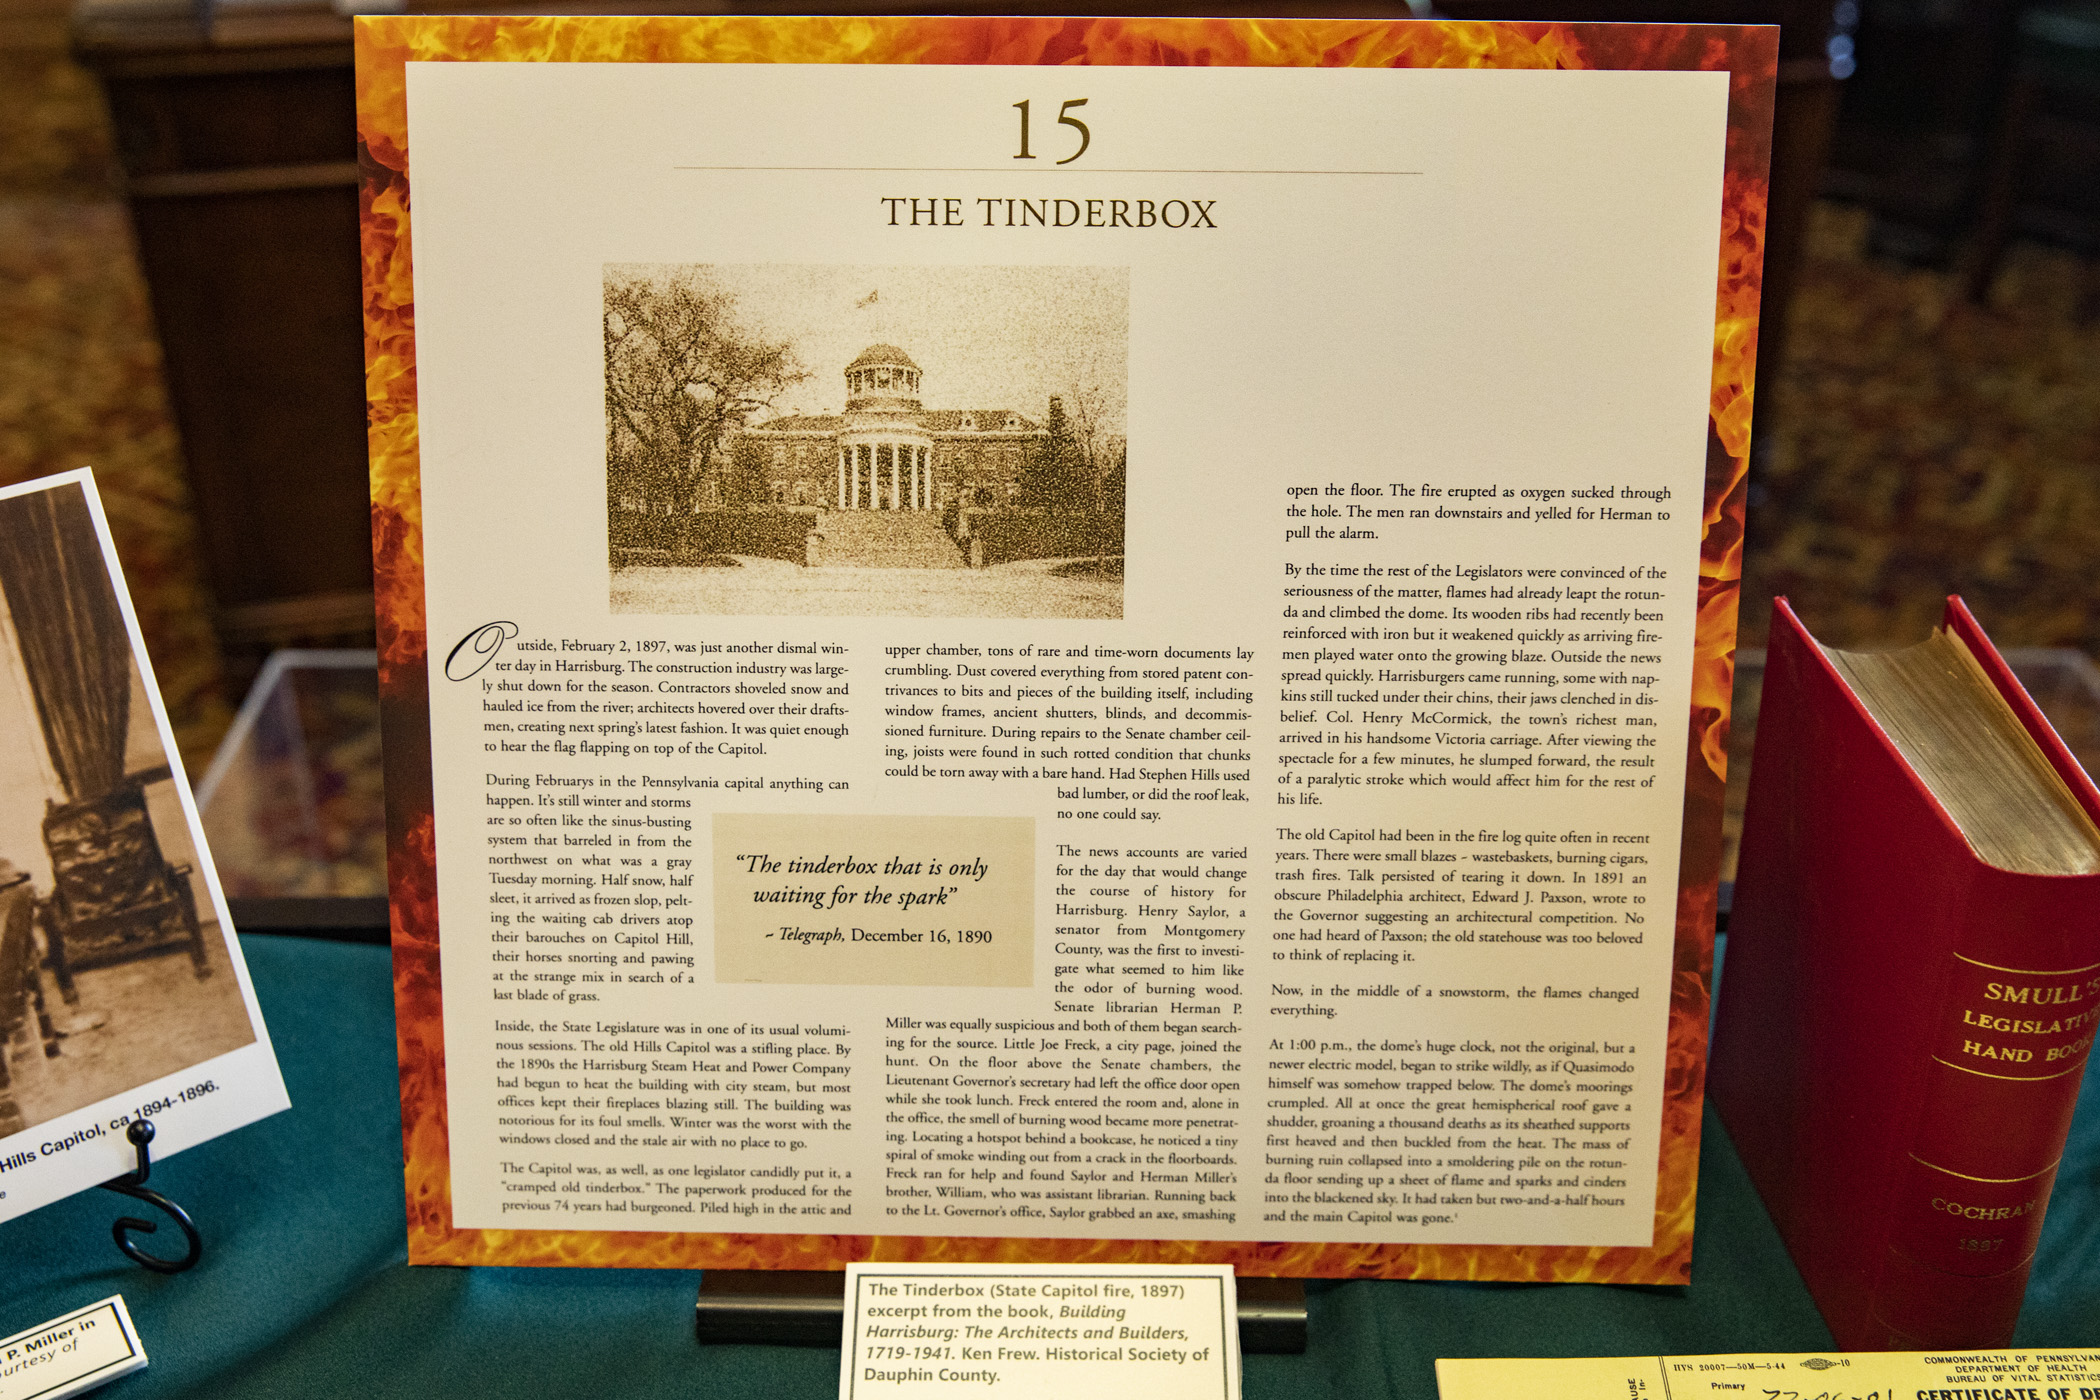 15
THE TINDERBOX
Outside, February 2, 1897, was just another dismal win-
ter day in Harrisburg. The construction industry was large-
ly shut down for the season. Contractors shoveled snow and
hauled ice from the river; architects hovered over their drafts-
men, creating next spring's latest fashion. It was quiet enough
to hear the flag flapping on top of the Capitol.
During Februarys in the Pennsylvania capital anything can
happen. It's still winter and storms
are so often like the sinus-busting
system that barreled in from the
northwest on what was a gray
Tuesday morning. Half snow, half
sleet, it arrived as frozen slop, pelt-
ing the waiting cab drivers atop
their barouches on Capitol Hill,
their horses snorting and pawing
at the strange mix in search of a
last blade of grass.
Inside, the State Legislature was in one of its usual volumi-
nous sessions. The old Hills Capitol was a stifling place. By
the 1890s the Harrisburg Steam Heat and Power Company
had begun to heat the building with city steam, but most
offices kept their fireplaces blazing still. The building was
notorious for its foul smells. Winter was the worst with the
windows closed and the stale air with no place to go.
The Capitol was, as well, as one legislator candidly put it, a
"cramped old tinderbox." The paperwork produced for the
previous 74 years had burgeoned. Piled high in the attic and
"The tinderbox that is only
waiting for the spark"
~ Telegraph, December 16, 1890
upper chamber, tons of rare and time-worn documents lay
crumbling. Dust covered everything from stored patent con-
trivances to bits and pieces of the building itself, including
window frames, ancient shutters, blinds, and decommis-
sioned furniture. During repairs to the Senate chamber ceil-
ing, joists were found in such rotted condition that chunks
could be torn away with a bare hand. Had Stephen Hills used
bad lumber, or did the roof leak,
no one could say.
The news accounts are varied
for the day that would change
the course of history for
Harrisburg. Henry Saylor, a
senator from Montgomery
County, was the first to investi-
gate what seemed to him like
the odor of burning wood.
Senate librarian Herman P.
Miller was equally suspicious and both of them began search-
ing for the source. Little Joe Freck, a city page, joined the
hunt. On the floor above the Senate chambers, the
Lieutenant Governor's secretary had left the office door open
while she took lunch. Freck entered the room and, alone in
the office, the smell of burning wood became more penetrat-
ing. Locating a hotspot behind a bookcase, he noticed a tiny
spiral of smoke winding out from a crack in the floorboards.
Freck ran for help and found Saylor and Herman Miller's
brother, William, who was assistant librarian. Running back
to the Lt. Governor's office, Saylor grabbed an axe, smashing
open the floor. The fire erupted as oxygen sucked through
the hole. The men ran downstairs and yelled for Herman to
pull the alarm.
By the time the rest of the Legislators were convinced of the
seriousness of the matter, flames had already leapt the rotun-
da and climbed the dome. Its wooden ribs had recently been
reinforced with iron but it weakened quickly as arriving fire-
men played water onto the growing blaze. Outside the news
spread quickly. Harrisburgers came running, some with nap-
kins still tucked under their chins, their jaws clenched in dis-
belief. Col. Henry McCormick, the town's richest man,
arrived in his handsome Victoria carriage. After viewing the
spectacle for a few minutes, he slumped forward, the result
of a paralytic stroke which would affect him for the rest of
his life.
The old Capitol had been in the fire log quite often in recent
years. There were small blazes - wastebaskets, burning cigars,
trash fires. Talk persisted of tearing it down. In 1891 an
obscure Philadelphia architect, Edward J. Paxson, wrote to
the Governor suggesting an architectural competition. No
one had heard of Paxson; the old statehouse was too beloved
to think of replacing it.
Now, in the middle of a snowstorm, the flames changed
everything.
At 1:00 p.m., the dome's huge clock, not the original, but a
newer electric model, began to strike wildly, as if Quasimodo
himself was somehow trapped below. The dome's moorings
crumpled. All at once the great hemispherical roof gave a
shudder, groaning a thousand deaths as its sheathed supports
first heaved and then buckled from the heat. The mass of
burning ruin collapsed into a smoldering pile on the rotun-
da floor sending up a sheet of flame and sparks and cinders
into the blackened sky. It had taken but two-and-a-half hours
and the main Capitol was gone.¹
The Tinderbox (State Capitol fire, 1897)
excerpt from the book, Building
Harrisburg: The Architects and Builders,
1719-1941. Ken Frew. Historical Society of
Dauphin County.
Hills Capitol, ca 1894-1896.
P. Miller in
urtesy of
SMULL'S
LEGISLATIVE
HAND BOOK
COCHRAN
1887
HVS 20007-50M-5-44
-10
Primary
COMMONWEALTH OF PENNSYLVAN
DEPARTMENT OF HEALTH
BUREAU OF VITAL STATISTIC
CERTIFICATE OF D